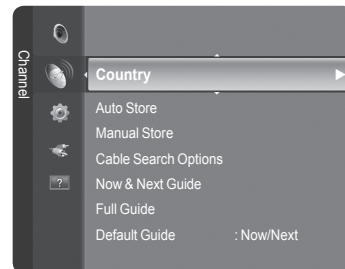 Channel
Country
Auto Store
Manual Store
Cable Search Options
Now & Next Guide
?
Full Guide
Default Guide : Now/Next